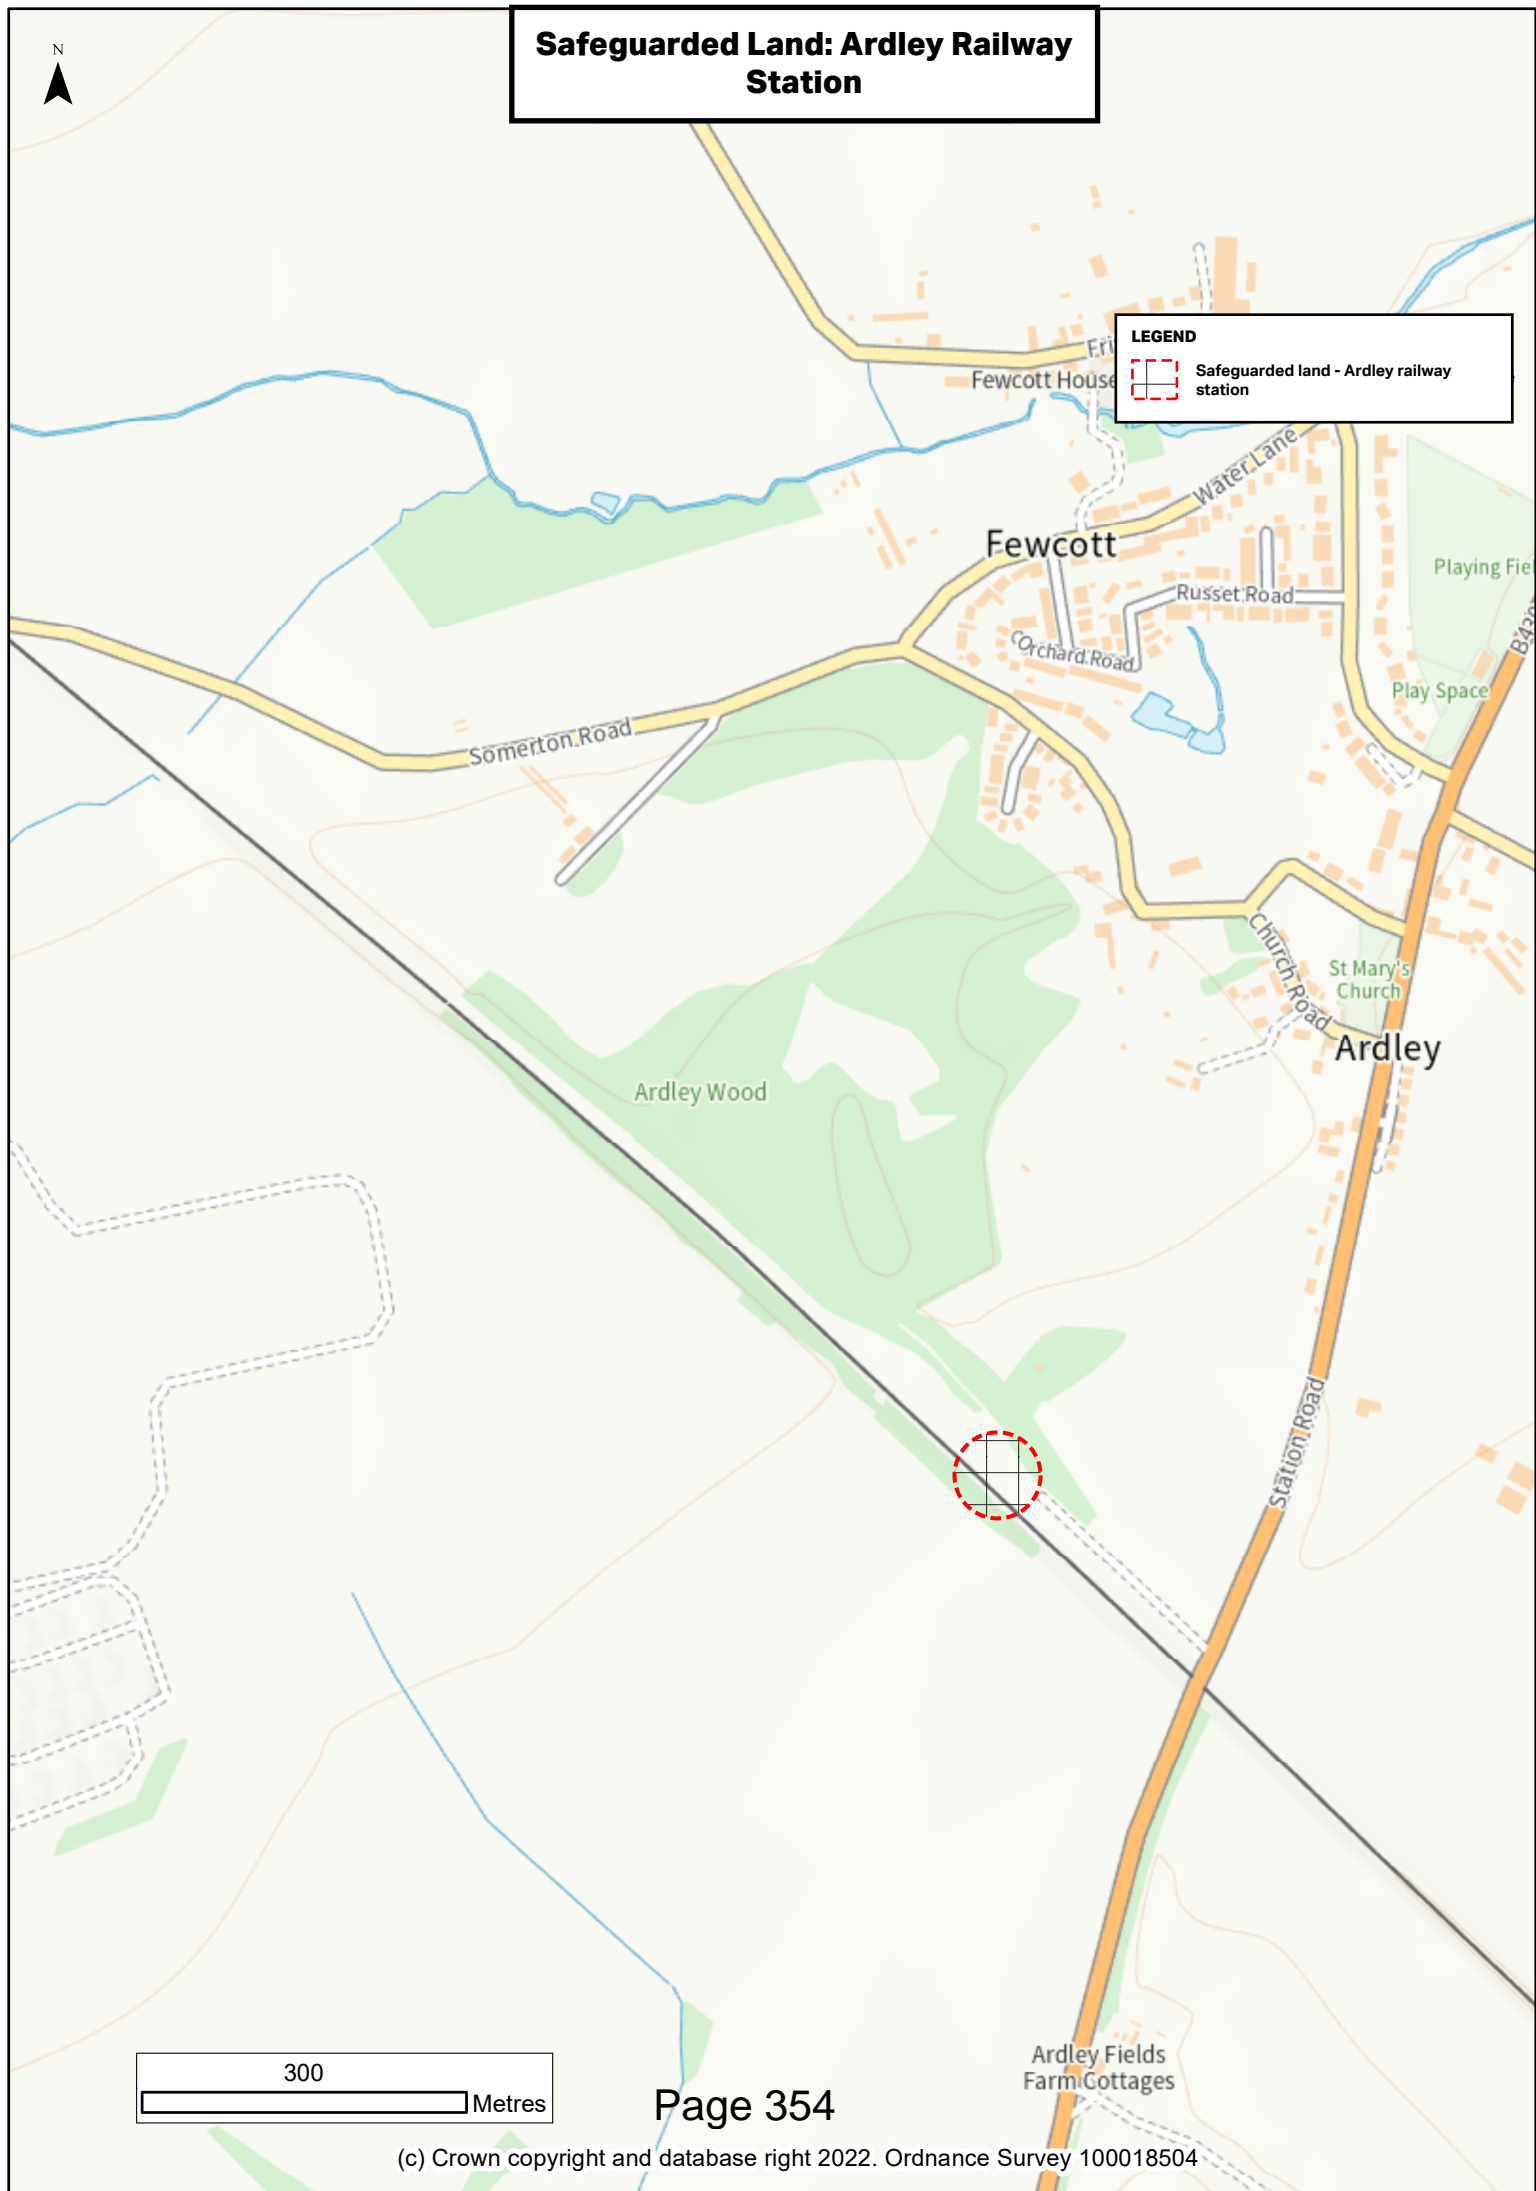 Safeguarded Land: Ardley Railway
Station
N
LEGEND
Safeguarded land - Ardley railway
station
Fewcott House
Water Lane
Fewcott
Russet Road
Orchard Road
Playing
Play Space
Somerton Road
Church Road
St Mary's
Church
Ardley
Ardley Wood
Station Road
Ardley Fields
Farm Cottages
300
Metres
Page 354
(c) Crown copyright and database right 2022. Ordnance Survey 100018504